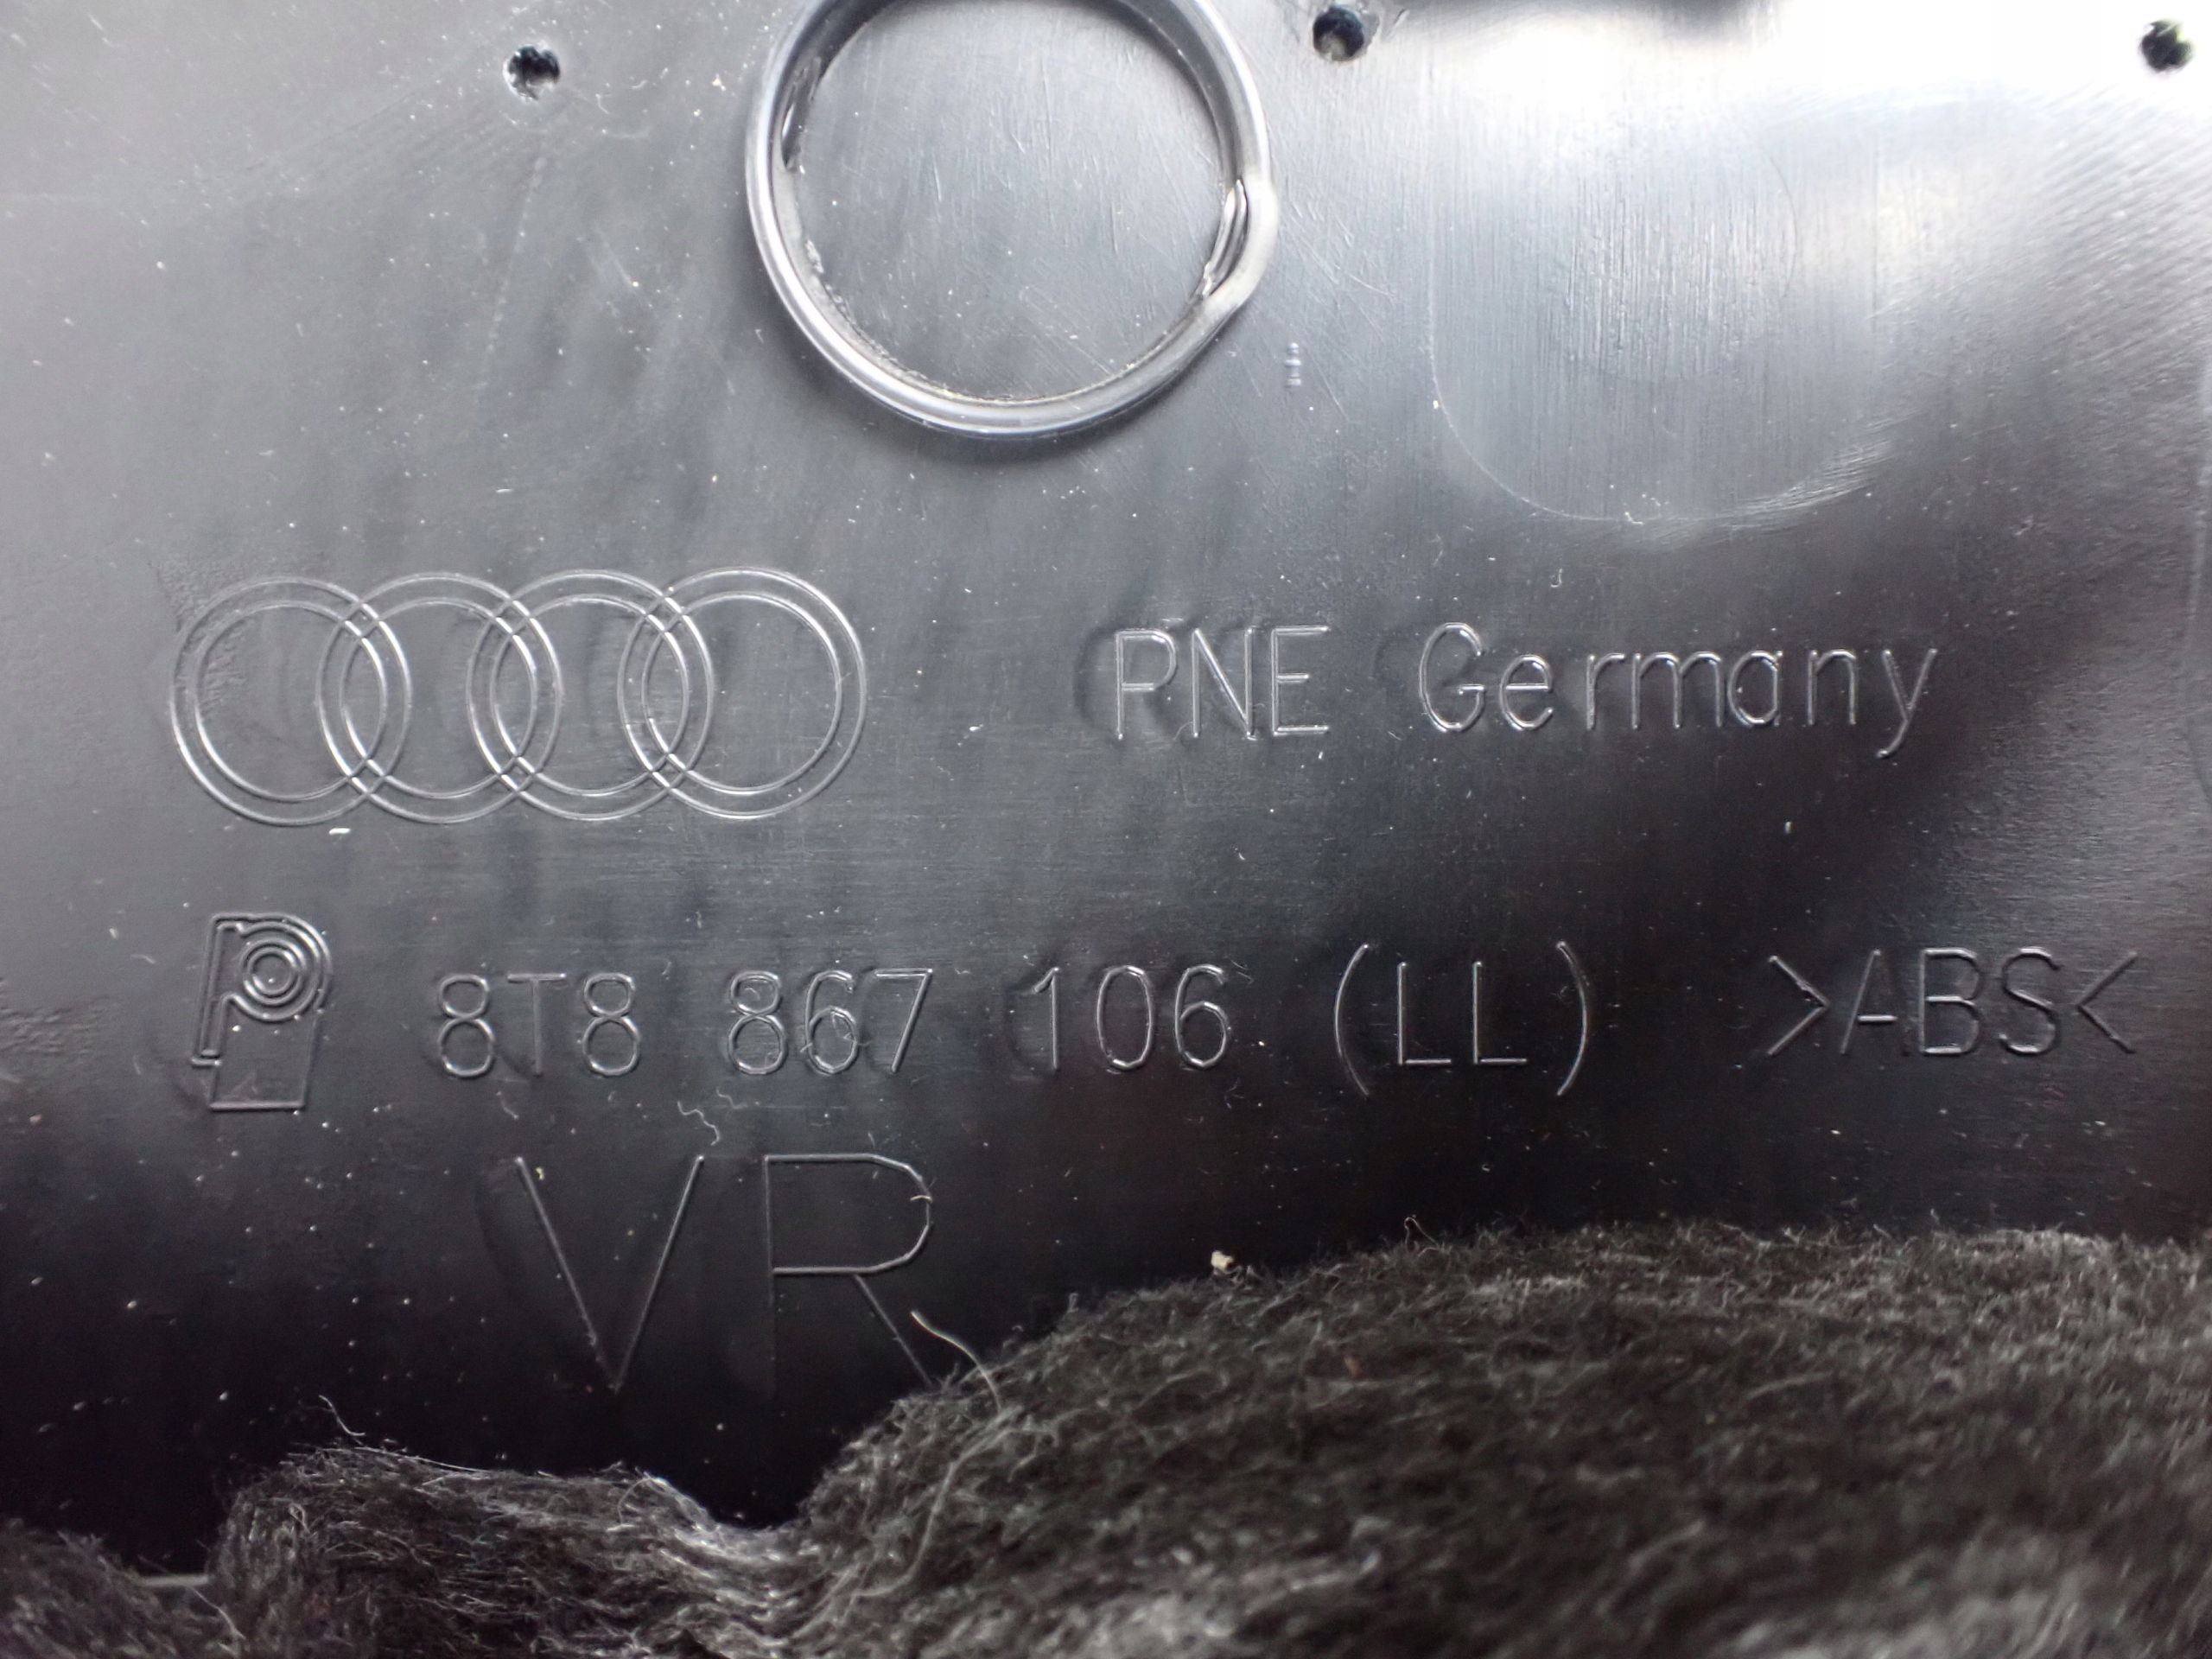 PNE Germany
8T8 867 106 (LL) >ABS<
VR